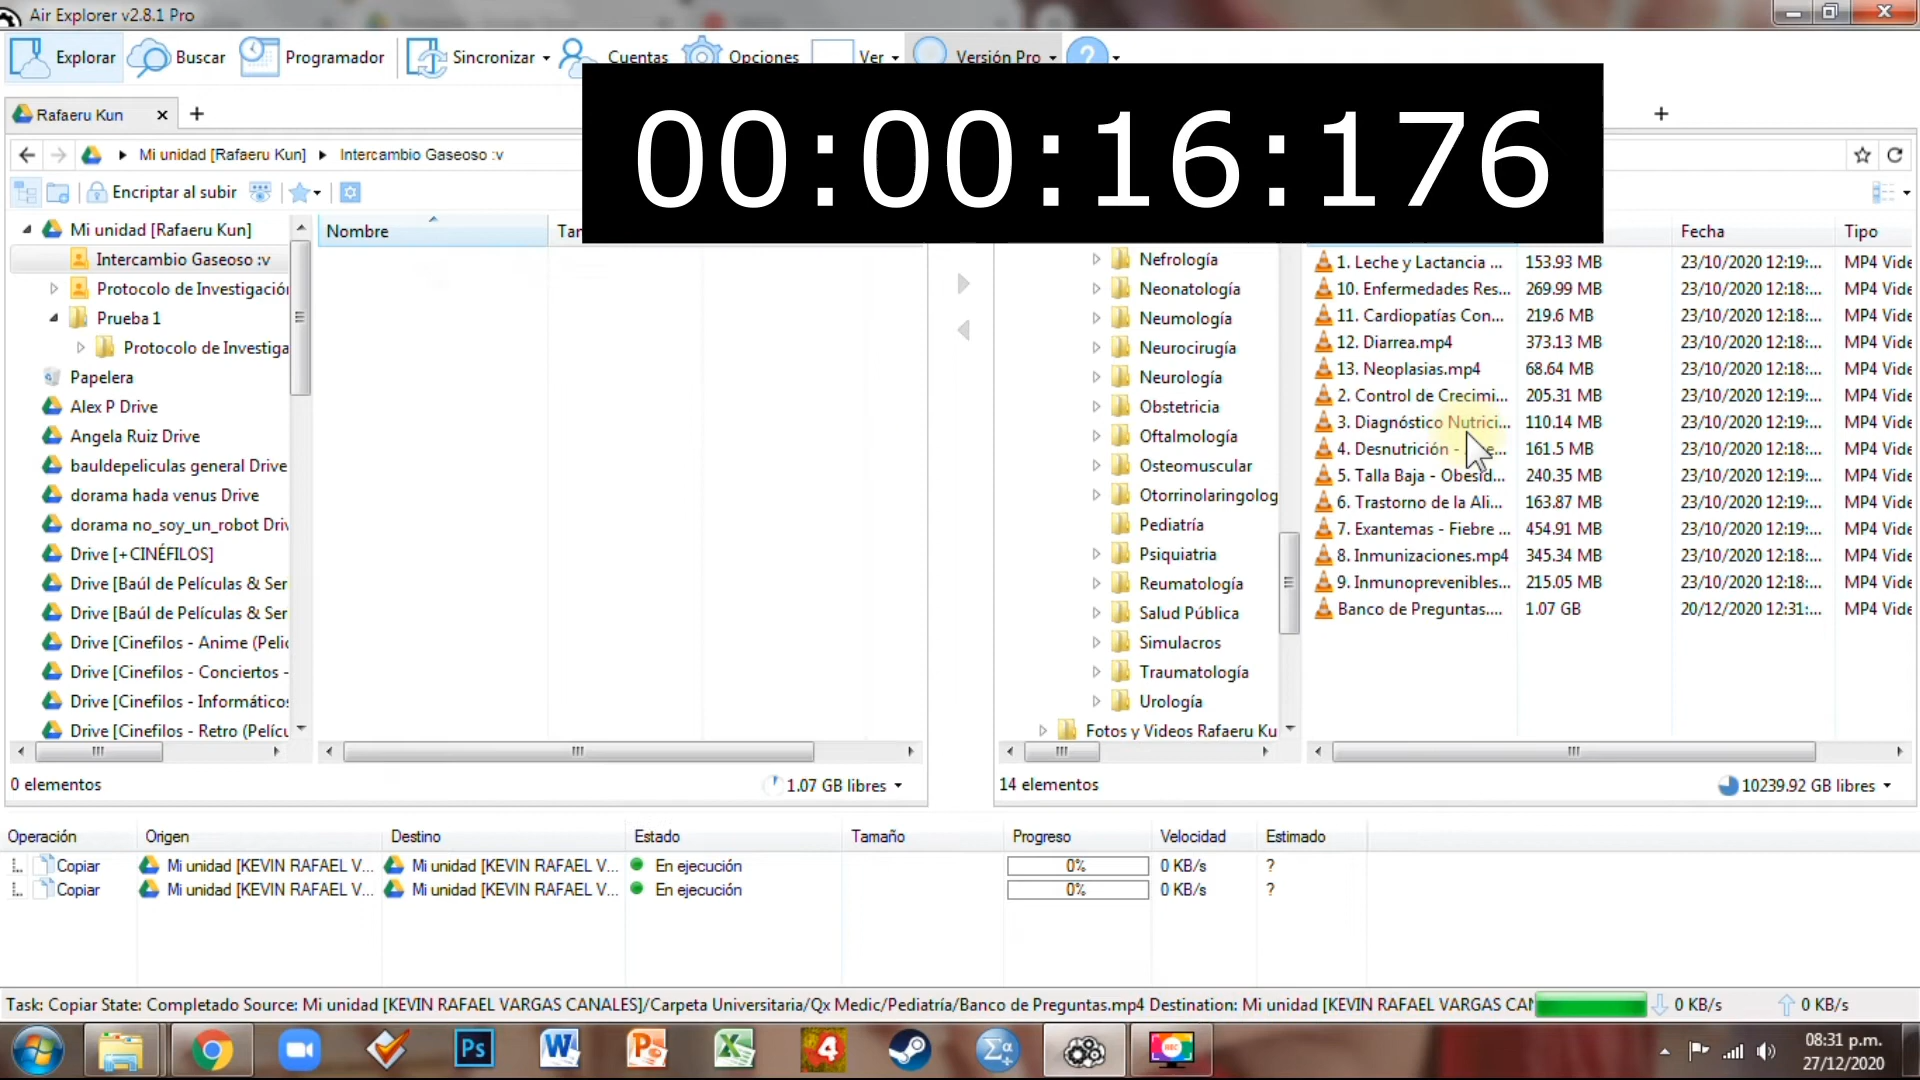 Air Explorer v2.8.1 Pro
Explorar Buscar Programador Sincronizar Cuentas Opciones Ver Versión Pro ?
00:00:16:176
Rafaeru Kun
Mi unidad [Rafaeru Kun] Intercambio Gaseoso :v
Encriptar al subir
Mi unidad [Rafaeru Kun]
Intercambio Gaseoso :v
Protocolo de Investigación
Prueba 1
Protocolo de Investiga
Papelera
Alex P Drive
Angela Ruiz Drive
bauldepeliculas general Drive
dorama hada venus Drive
dorama no_soy_un_robot Driv
Drive [+CINÉFILOS]
Drive [Baúl de Películas & Ser
Drive [Baúl de Películas & Ser
Drive [Cinefilos - Anime (Pelic
Drive [Cinefilos - Conciertos -
Drive [Cinefilos - Informáticos
Drive [Cinefilos - Retro (Pelícu
Nombre Tar
0 elementos 1.07 GB libres
Nefrología
Neonatología
Neumología
Neurocirugía
Neurología
Obstetricia
Oftalmología
Osteomuscular
Otorrinolaringolog
Pediatría
Psiquiatria
Reumatología
Salud Pública
Simulacros
Traumatología
Urología
Fotos y Videos Rafaeru Ku
Fecha Tipo
1. Leche y Lactancia ... 153.93 MB 23/10/2020 12:19:... MP4 Vide
10. Enfermedades Res... 269.99 MB 23/10/2020 12:18:... MP4 Vide
11. Cardiopatías Con... 219.6 MB 23/10/2020 12:18:... MP4 Vide
12. Diarrea.mp4 373.13 MB 23/10/2020 12:18:... MP4 Vide
13. Neoplasias.mp4 68.64 MB 23/10/2020 12:18:... MP4 Vide
2. Control de Crecimi... 205.31 MB 23/10/2020 12:19:... MP4 Vide
3. Diagnóstico Nutrici... 110.14 MB 23/10/2020 12:19:... MP4 Vide
4. Desnutrición - 161.5 MB 23/10/2020 12:18:... MP4 Vide
5. Talla Baja - Obesid... 240.35 MB 23/10/2020 12:19:... MP4 Vide
6. Trastorno de la Ali... 163.87 MB 23/10/2020 12:19:... MP4 Vide
7. Exantemas - Fiebre ... 454.91 MB 23/10/2020 12:19:... MP4 Vide
8. Inmunizaciones.mp4 345.34 MB 23/10/2020 12:18:... MP4 Vide
9. Inmunoprevenibles... 215.05 MB 23/10/2020 12:18:... MP4 Vide
Banco de Preguntas.... 1.07 GB 20/12/2020 12:31:... MP4 Vide
14 elementos 10239.92 GB libres
Operación Origen Destino Estado Tamaño Progreso Velocidad Estimado
Copiar Mi unidad [KEVIN RAFAEL V... Mi unidad [KEVIN RAFAEL V... En ejecución 0% 0 KB/s ?
Copiar Mi unidad [KEVIN RAFAEL V... Mi unidad [KEVIN RAFAEL V... En ejecución 0% 0 KB/s ?
Task: Copiar State: Completado Source: Mi unidad [KEVIN RAFAEL VARGAS CANALES]/Carpeta Universitaria/Qx Medic/Pediatría/Banco de Preguntas.mp4 Destination: Mi unidad [KEVIN RAFAEL VARGAS CAN 0 KB/s 0 KB/s
Ps W P X 4 Σα REC
08:31 p.m.
27/12/2020